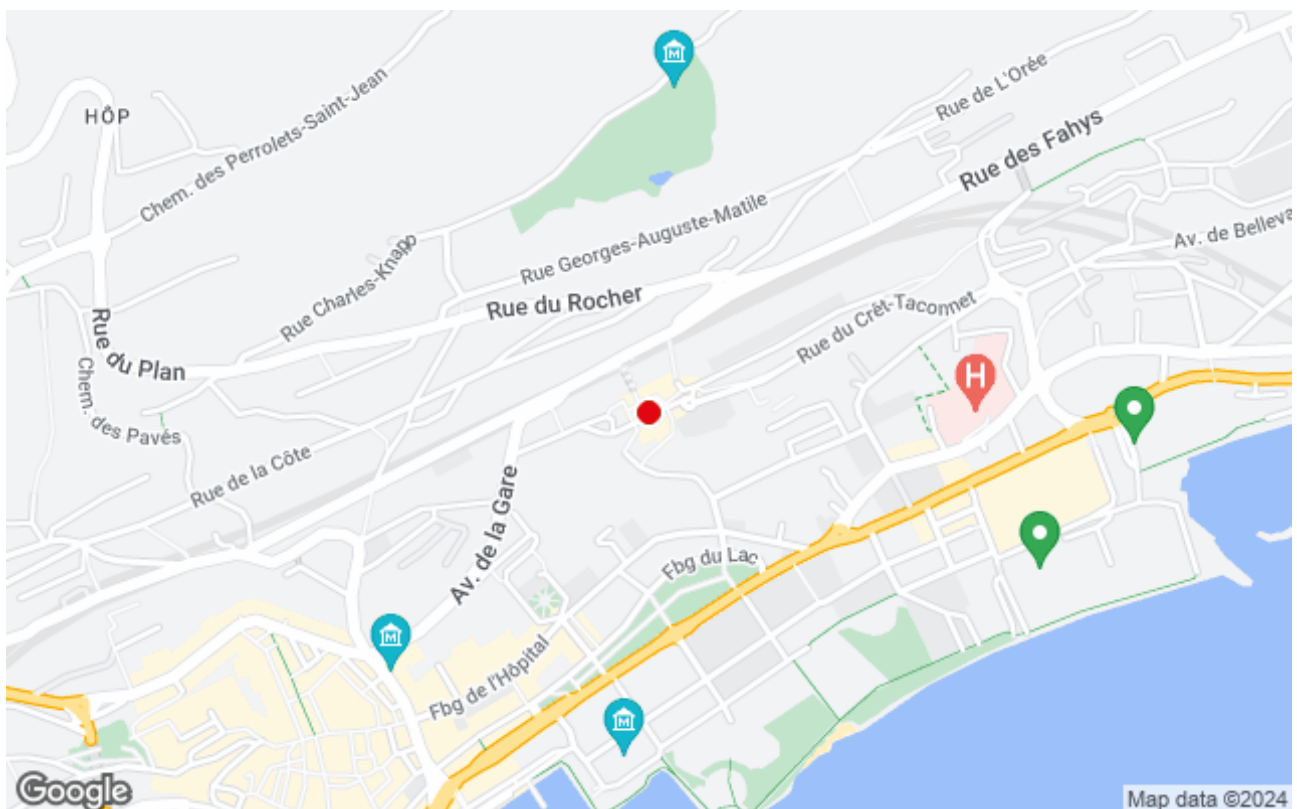 HÔP
Chem. des Perrolets-Saint-Jean
Rue de L'Orée
Rue des Fahys
Rue Georges-Auguste-Matile
Rue Charles-Knapp
Av. de Belleva
Rue du Rocher
Rue du Crêt-Taconnet
Rue du Plan
Chem. des Pavés
H
Rue de la Côte
Av. de la Gare
Fbg du Lac
M
M
Fbg de l'Hôpital
M
Google
Map data ©2024